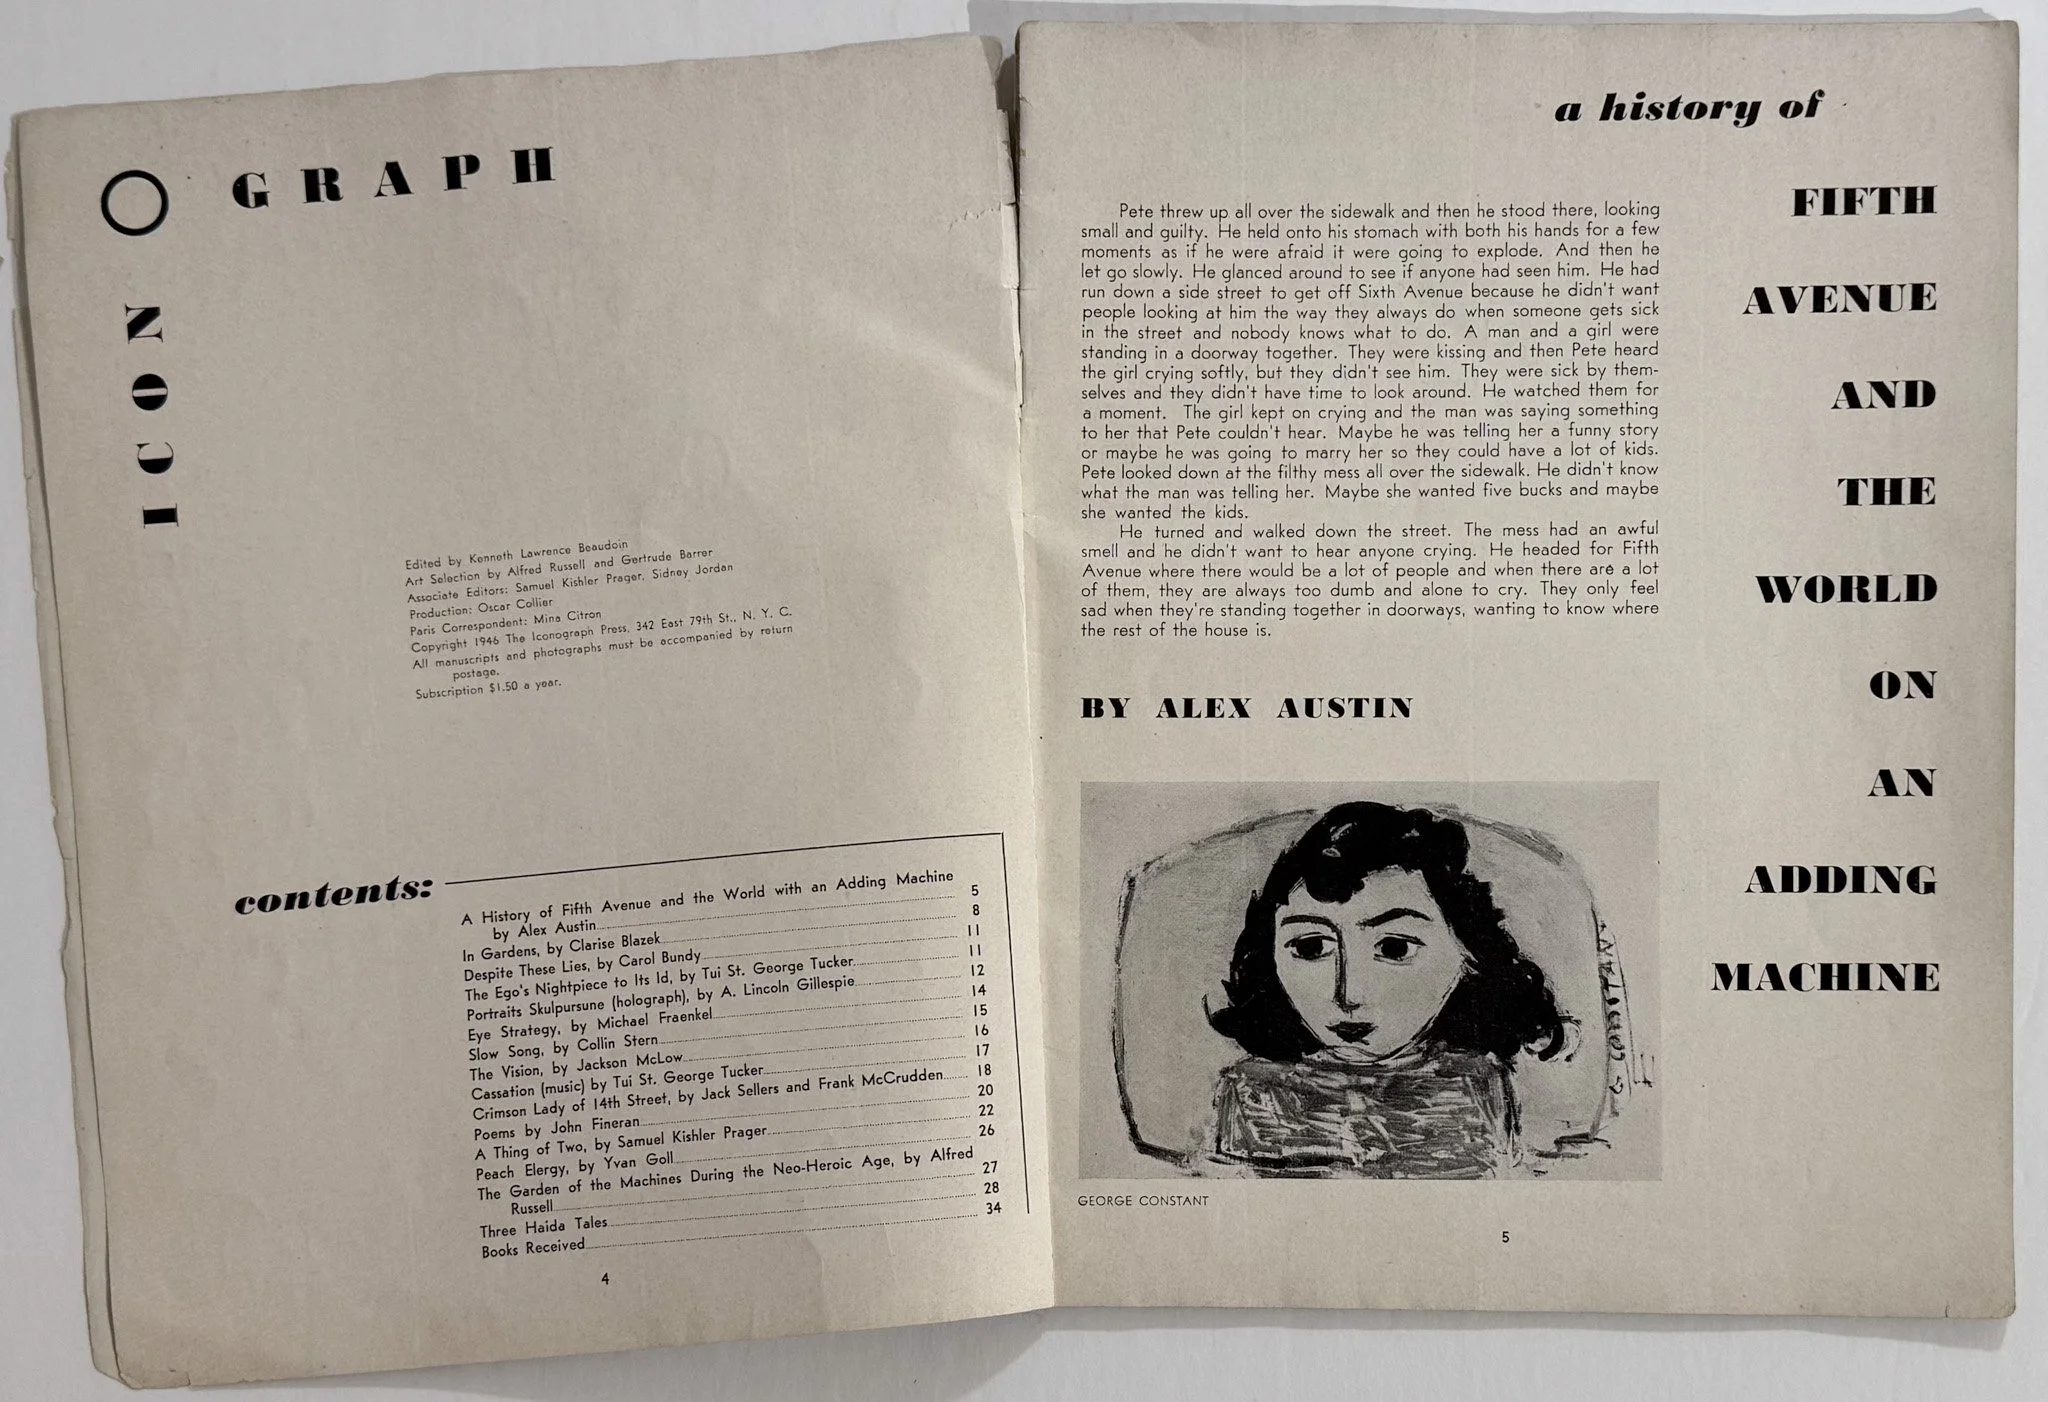 ICONOGRAPH
Edited by Kenneth Lawrence Beaudoin
Art Selection by Alfred Russell and Gertrude Barrer
Associate Editors: Samuel Kishler Prager, Sidney Jordan
Production: Oscar Collier
Paris Correspondent: Mina Citron
Copyright 1946 The Iconograph Press, 342 East 79th St., N. Y. C.
All manuscripts and photographs must be accompanied by return
postage.
Subscription $1.50 a year.
contents:
A History of Fifth Avenue and the World with an Adding Machine
by Alex Austin 5
In Gardens, by Clarise Blazek 8
Despite These Lies, by Carol Bundy 11
The Ego's Nightpiece to Its Id, by Tui St. George Tucker 11
Portraits Skulpursune (holograph), by A. Lincoln Gillespie 12
Eye Strategy, by Michael Fraenkel 14
Slow Song, by Collin Stern 15
The Vision, by Jackson McLow 16
Cassation (music) by Tui St. George Tucker 17
Crimson Lady of 14th Street, by Jack Sellers and Frank McCrudden 18
Poems by John Fineran 20
A Thing of Two, by Samuel Kishler Prager 22
Peach Elergy, by Yvan Goll 26
The Garden of the Machines During the Neo-Heroic Age, by Alfred
Russell 27
Three Haida Tales 28
Books Received 34
4
a history of
FIFTH
AVENUE
AND
THE
WORLD
ON
AN
ADDING
MACHINE
Pete threw up all over the sidewalk and then he stood there, looking
small and guilty. He held onto his stomach with both his hands for a few
moments as if he were afraid it were going to explode. And then he
let go slowly. He glanced around to see if anyone had seen him. He had
run down a side street to get off Sixth Avenue because he didn't want
people looking at him the way they always do when someone gets sick
in the street and nobody knows what to do. A man and a girl were
standing in a doorway together. They were kissing and then Pete heard
the girl crying softly, but they didn't see him. They were sick by them-
selves and they didn't have time to look around. He watched them for
a moment. The girl kept on crying and the man was saying something
to her that Pete couldn't hear. Maybe he was telling her a funny story
or maybe he was going to marry her so they could have a lot of kids.
Pete looked down at the filthy mess all over the sidewalk. He didn't know
what the man was telling her. Maybe she wanted five bucks and maybe
she wanted the kids.
He turned and walked down the street. The mess had an awful
smell and he didn't want to hear anyone crying. He headed for Fifth
Avenue where there would be a lot of people and when there are a lot
of them, they are always too dumb and alone to cry. They only feel
sad when they're standing together in doorways, wanting to know where
the rest of the house is.
BY ALEX AUSTIN
GEORGE CONSTANT
5